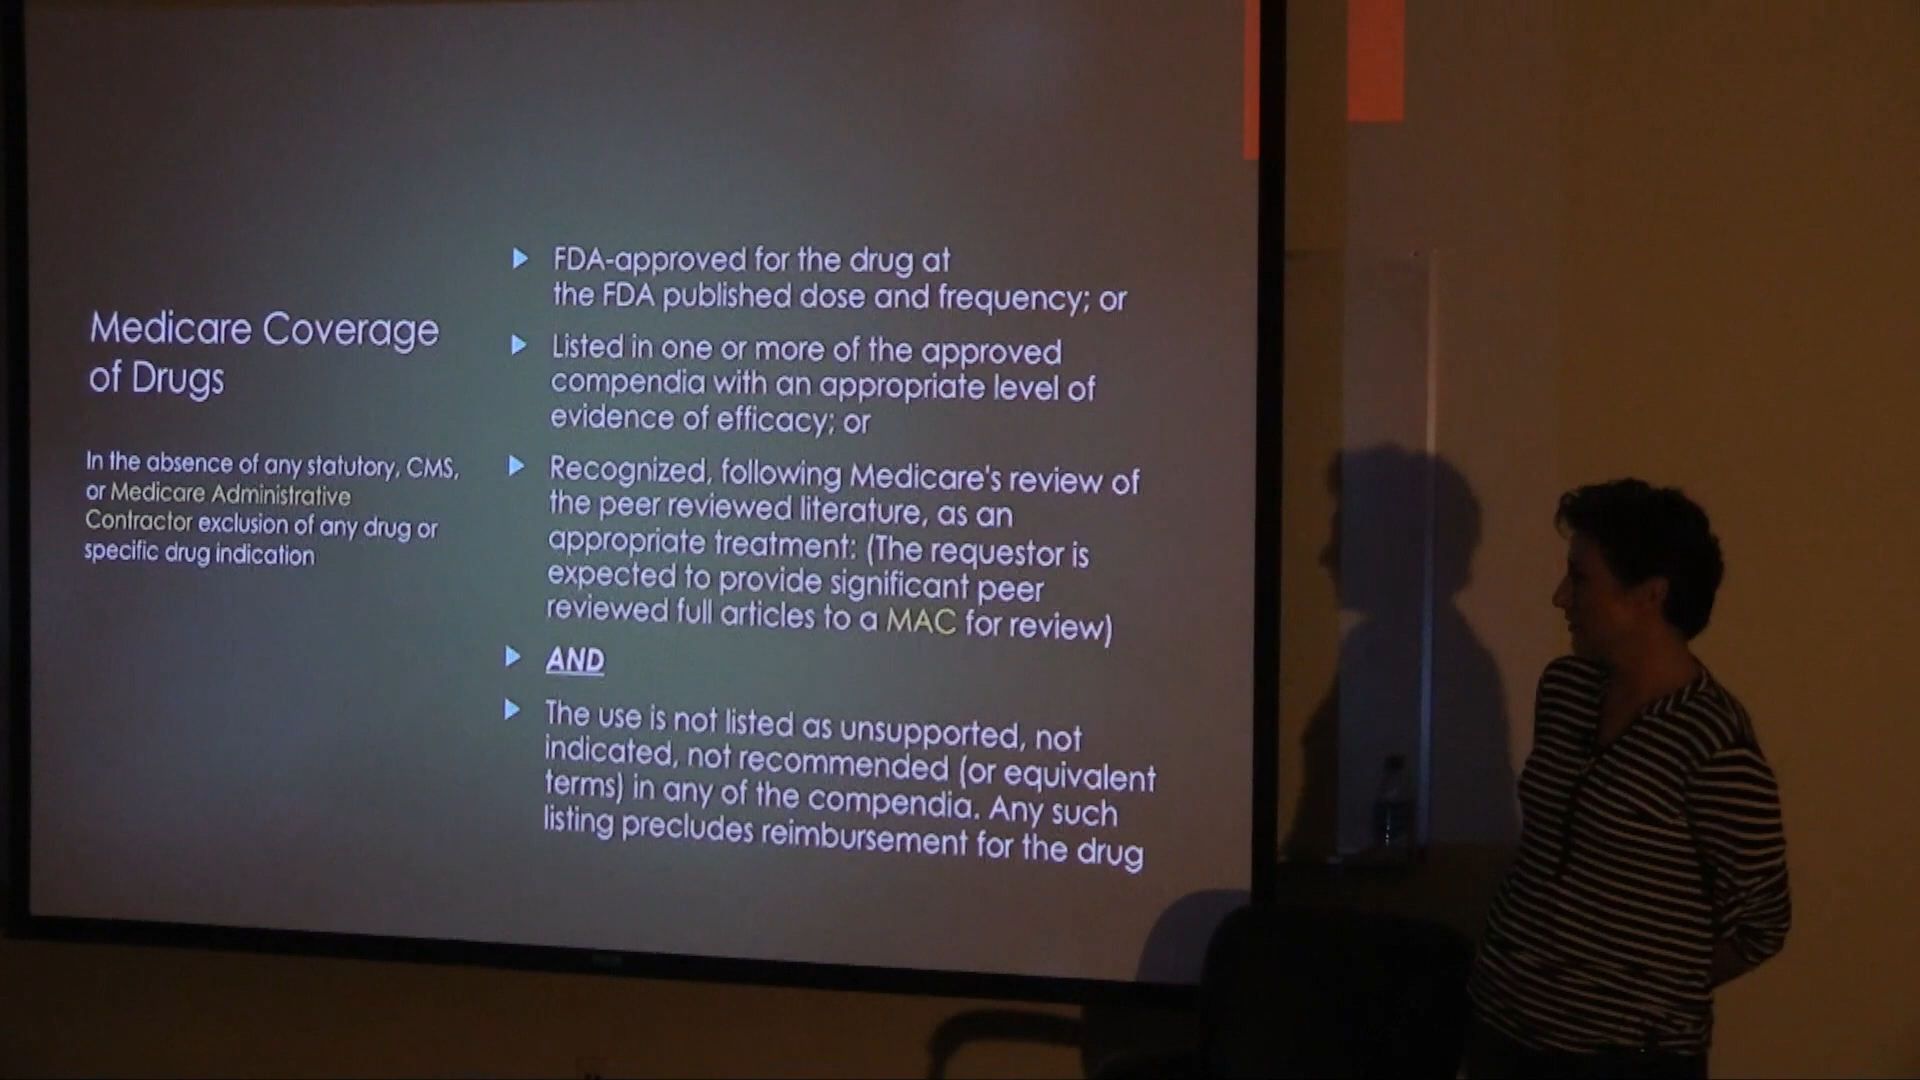 Medicare Coverage
of Drugs
In the absence of any statutory, CMS,
or Medicare Administrative
Contractor exclusion of any drug or
specific drug indication
FDA-approved for the drug at
the FDA published dose and frequency; or
Listed in one or more of the approved
compendia with an appropriate level of
evidence of efficacy; or
Recognized, following Medicare's review of
the peer reviewed literature, as an
appropriate treatment: (The requestor is
expected to provide significant peer
reviewed full articles to a MAC for review)
AND
The use is not listed as unsupported, not
indicated, not recommended (or equivalent
terms) in any of the compendia. Any such
listing precludes reimbursement for the drug